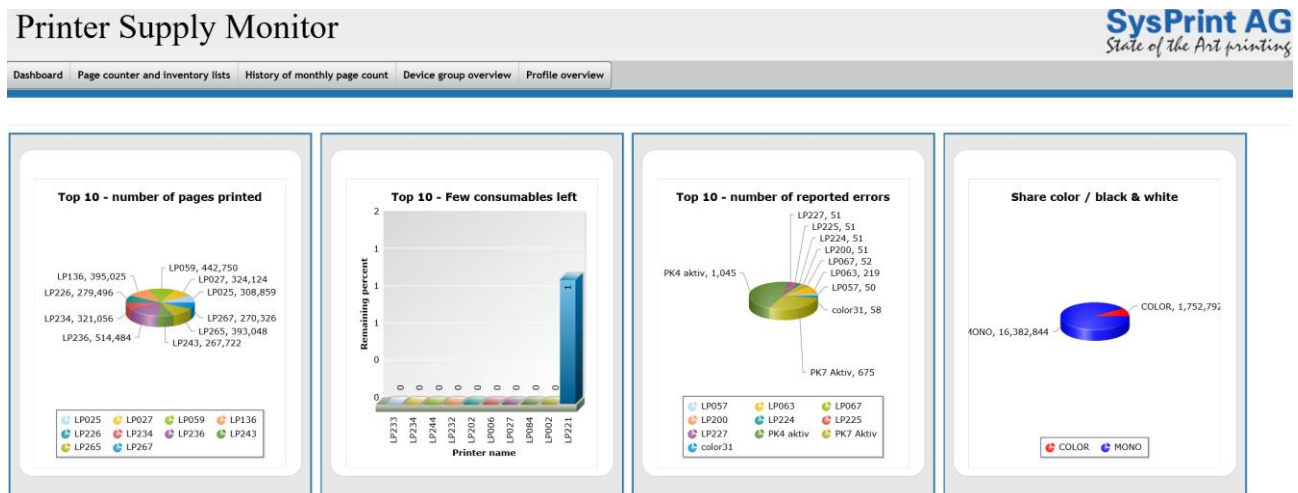 Printer Supply Monitor
SysPrint AG
State of the Art printing
Dashboard Page counter and inventory lists History of monthly page count Device group overview Profile overview
Top 10 - number of pages printed
LP059, 442,750
LP136, 395,025
LP027, 324,124
LP226, 279,496
LP025, 308,859
LP234, 321,056
LP267, 270,326
LP265, 393,048
LP236, 514,484
LP243, 267,722
LP025 LP027 LP059 LP136
LP226 LP234 LP236 LP243
LP265 LP267
Top 10 - Few consumables left
Remaining percent
2
1
1
1
0
0
0 0 0 0 0 0 0 0 0 1
LP233 LP234 LP244 LP232 LP202 LP006 LP027 LP084 LP002 LP221
Printer name
Top 10 - number of reported errors
LP227, 51
LP225, 51
LP224, 51
LP200, 51
LP067, 52
PK4 aktiv, 1,045
LP063, 219
LP057, 50
color31, 58
PK7 Aktiv, 675
LP057 LP063 LP067
LP200 LP224 LP225
LP227 PK4 aktiv PK7 Aktiv
color31
Share color / black & white
COLOR, 1,752,792
MONO, 16,382,844
COLOR MONO